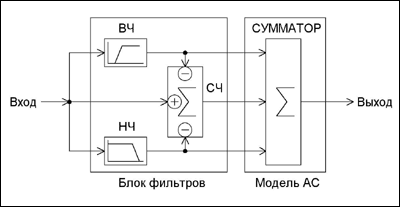 ВЧ
СУММАТОР
СЧ
Вход
Выход
НЧ
Блок фильтров
Модель АС